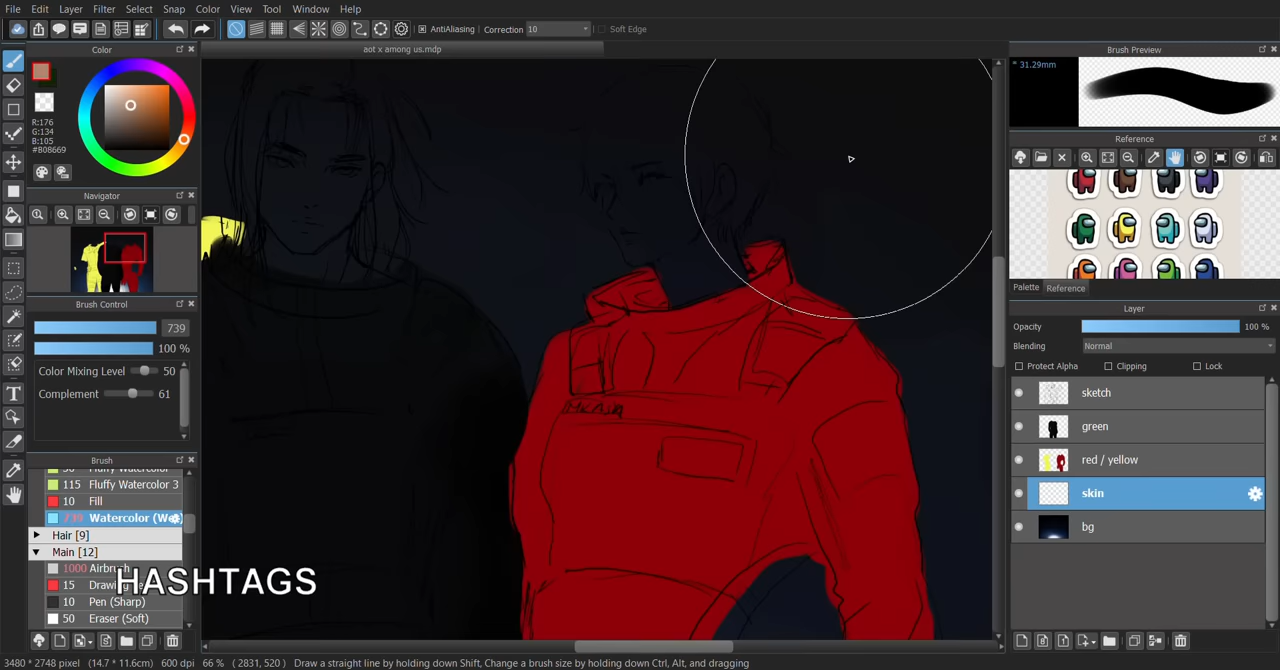 File Edit Layer Filter Select Snap Color View Tool Window Help
AntiAliasing Correction 10 Soft Edge
Color
aot x among us.mdp
Brush Preview
* 31.29mm
R:176
G:134
B:105
#B08669
Reference
Navigator
Palette Reference
Brush Control
Layer
739
100 %
Opacity 100 %
Blending Normal
Color Mixing Level 50
Protect Alpha Clipping Lock
Complement 61
sketch
green
red / yellow
skin
bg
Brush
115 Fluffy Watercolor 3
10 Fill
739 Watercolor (Wet)
Hair [9]
Main [12]
1000 Airbrush
15
10 Pen (Sharp)
50 Eraser (Soft)
HASHTAGS
3480 * 2748 pixel (14.7 * 11.6cm) 600 dpi 66 % ( 2831, 520 ) Draw a straight line by holding down Shift, Change a brush size by holding down Ctrl, Alt, and dragging